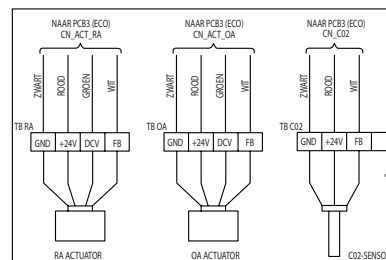 NAAR PCB3 (ECO)
CN_ACT_RA
ZWART
ROOD
GROEN
WIT
TB RA
GND
+24V
DCV
FB
RA ACTUATOR
NAAR PCB3 (ECO)
CN_ACT_OA
ZWART
ROOD
GROEN
WIT
TB OA
GND
+24V
DCV
FB
OA ACTUATOR
NAAR PCB3 (ECO)
CN_C02
ZWART
ROOD
WIT
TB C02
GND
+24V
FB
C02-SENSO